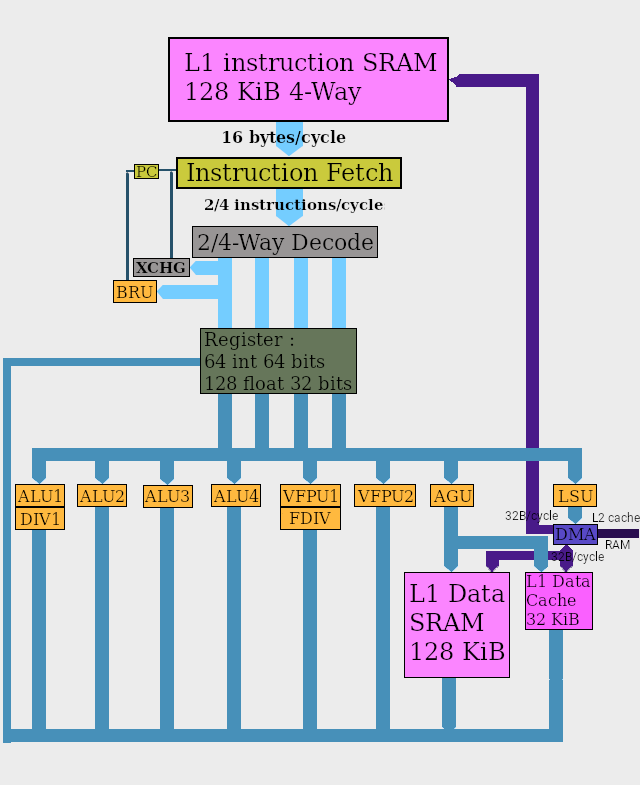 L1 instruction SRAM
128 KiB 4-Way
16 bytes/cycle
PC
Instruction Fetch
2/4 instructions/cycle
2/4-Way Decode
XCHG
BRU
Register :
64 int 64 bits
128 float 32 bits
ALU1
ALU2
ALU3
ALU4
VFPU1
VFPU2
AGU
LSU
DIV1
FDIV
32B/cycle
L2 cache
DMA
RAM
32B/cycle
L1 Data
SRAM
128 KiB
L1 Data
Cache
32 KiB